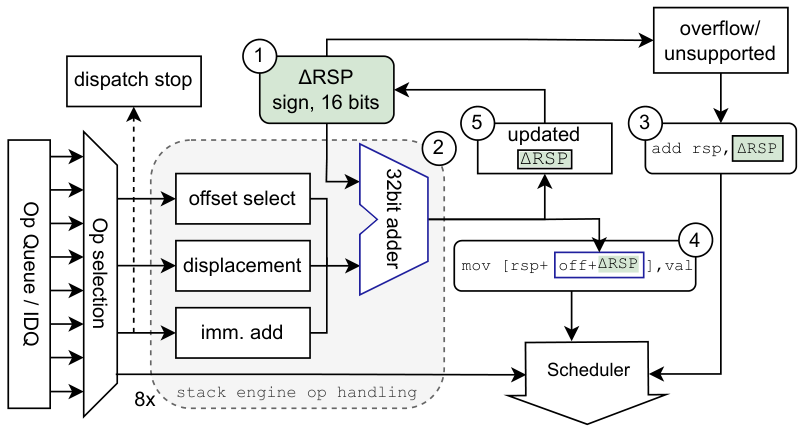 1
ΔRSP
sign, 16 bits
overflow/
unsupported
dispatch stop
5
updated
ΔRSP
3
add rsp, ΔRSP
2
Op Queue / IDQ
Op selection
offset select
displacement
imm. add
32bit adder
4
mov [rsp+ off+ΔRSP ],val
Scheduler
8x
stack engine op handling